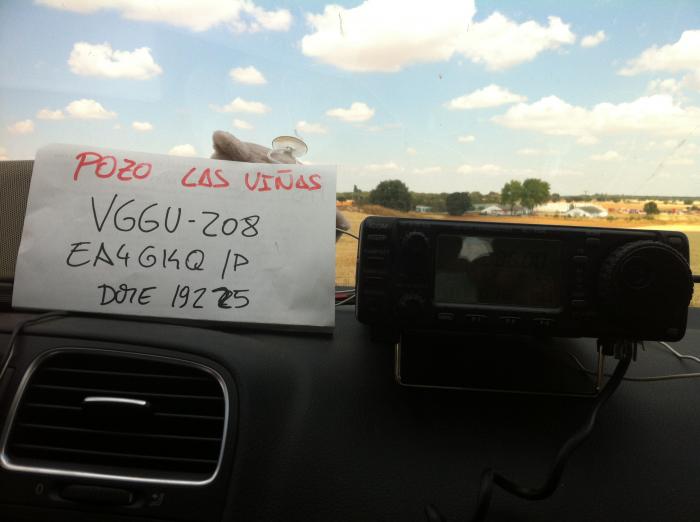 POZO LAS VIÑAS
VGGU-208
EA4GKQ /P
DME 19225